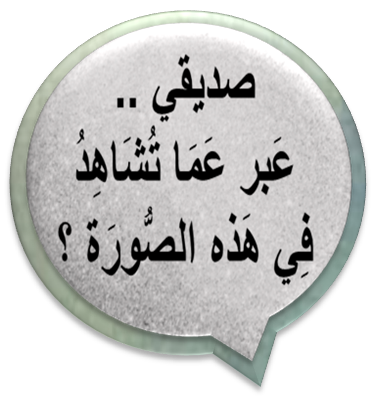 صديقي ..
عَبر عَمَا تُشَاهِدُ
فِي هَذه الصُّورَة ؟